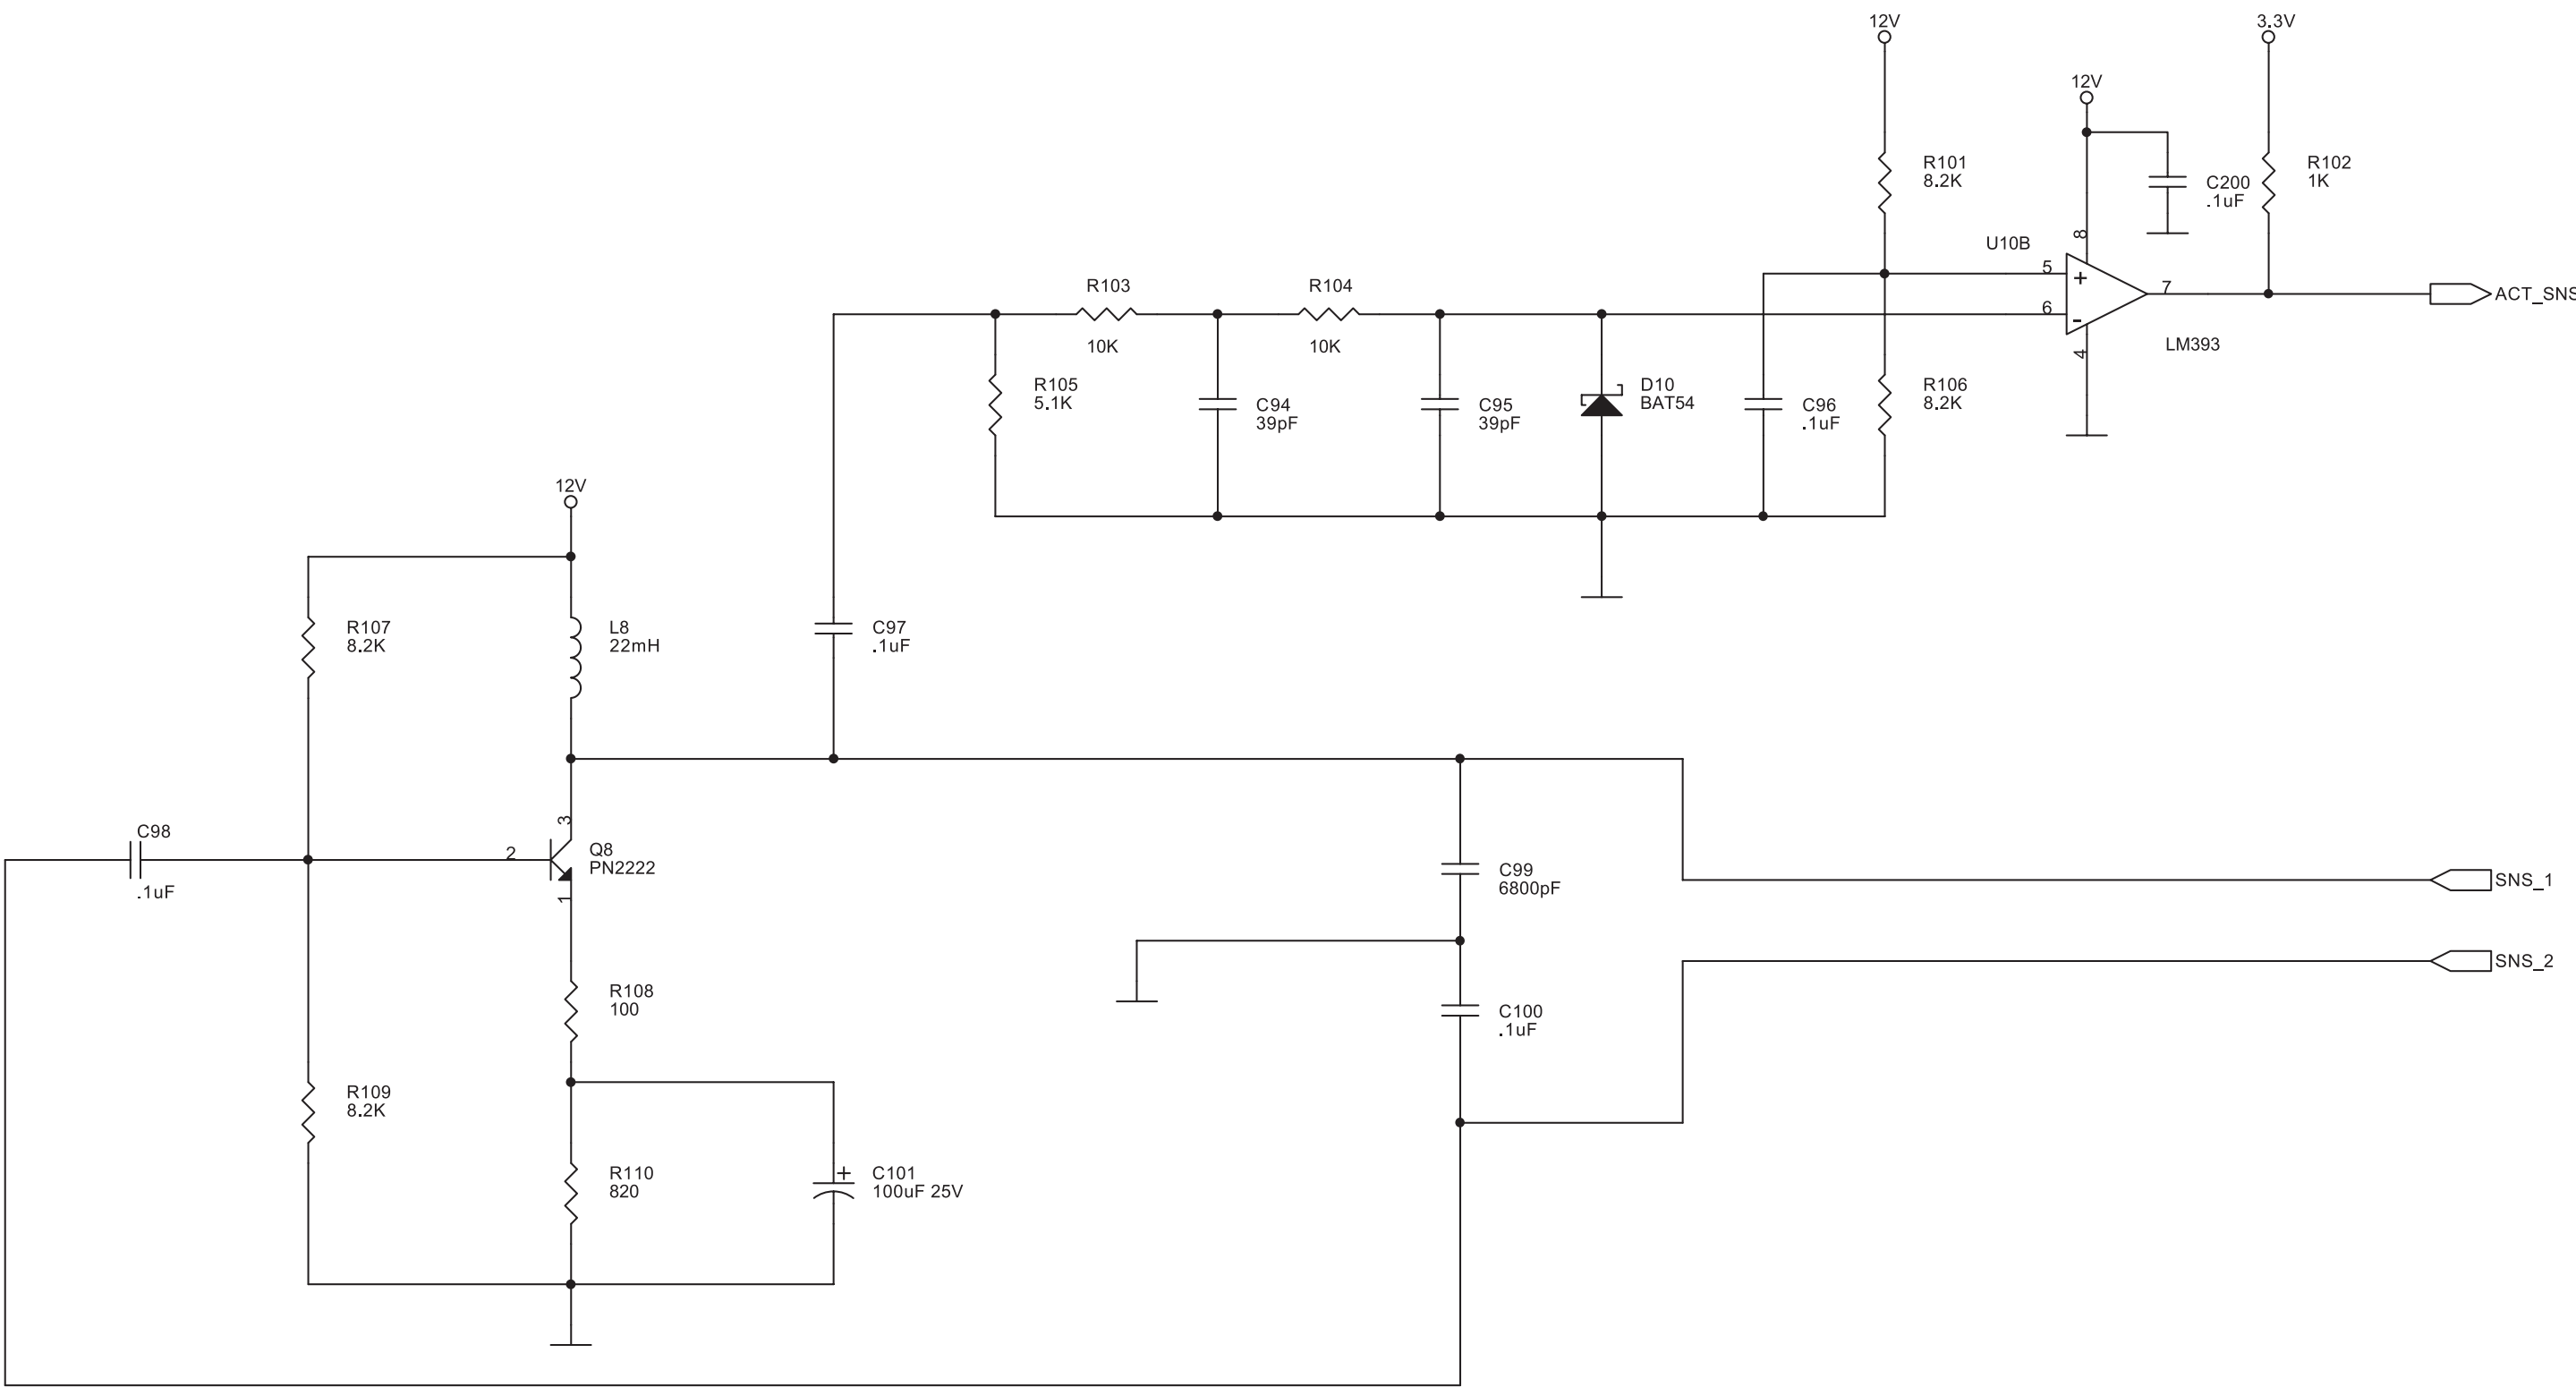 12V
3.3V
12V
R101
8.2K
C200
.1uF
R102
1K
U10B
8
5
+
6
-
7
4
LM393
ACT_SNS
R103
10K
R104
10K
R105
5.1K
C94
39pF
C95
39pF
D10
BAT54
C96
.1uF
R106
8.2K
12V
R107
8.2K
L8
22mH
C97
.1uF
C98
.1uF
2
3
1
Q8
PN2222
C99
6800pF
SNS_1
SNS_2
R108
100
C100
.1uF
R109
8.2K
R110
820
+
C101
100uF 25V